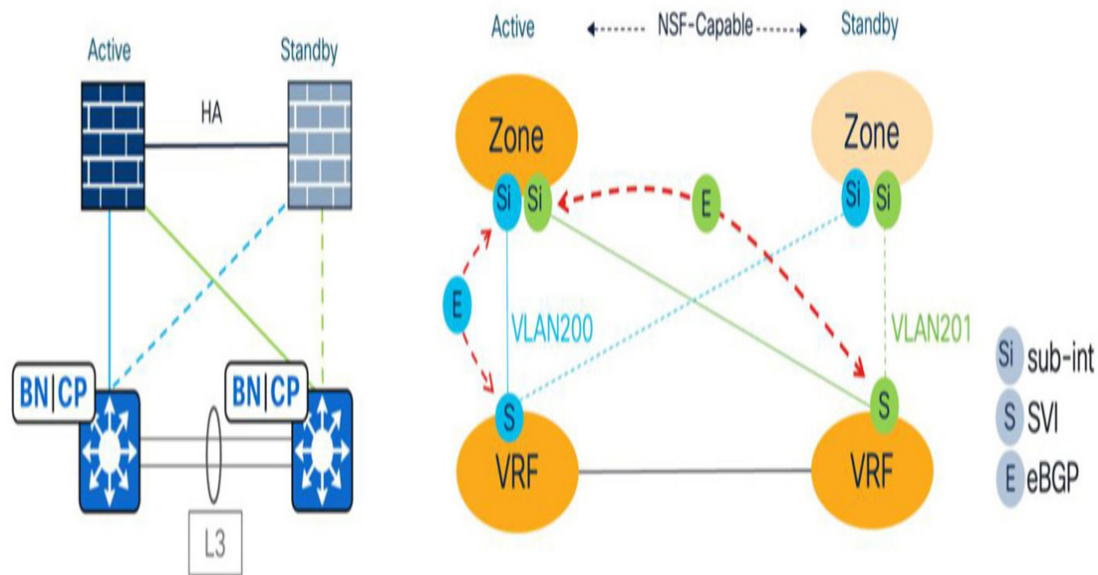 Active
Standby
HA
BN|CP
BN|CP
L3
Active
NSF-Capable
Standby
Zone
Zone
Si
Si
Si
Si
E
E
VLAN200
VLAN201
S
S
VRF
VRF
Si sub-int
S SVI
E eBGP